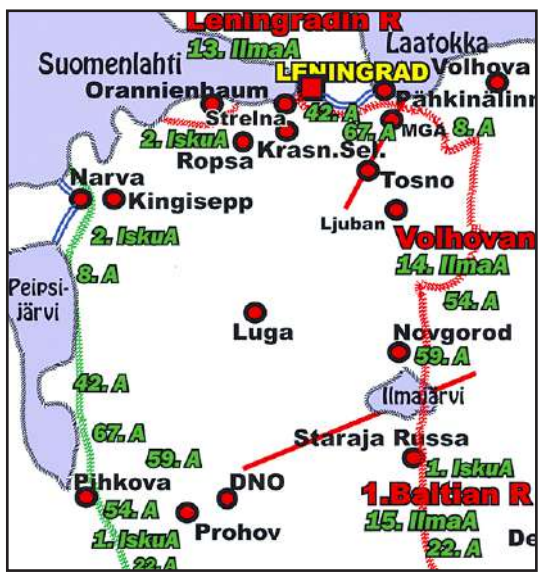 Leningradin R
13. IlmaA
Laatokka
Suomenlahti
Volhova
LENINGRAD
Orannienbaum
Pähkinälinn
Strelna
42. A
2. IskuA
67. A
MGA
8. A
Krasn.Sel.
Ropsa
Tosno
Narva
Kingisepp
Ljuban
2. IskuA
Volhovan
14. IlmaA
8. A
Peipsi-
järvi
54. A
Luga
Novgorod
59. A
42. A
Ilmajärvi
67. A
Staraja Russa
59. A
1. IskuA
Pihkova
DNO
1.Baltian R
54. A
Prohov
15. IlmaA
1. IskuA
De
22. A
22. A